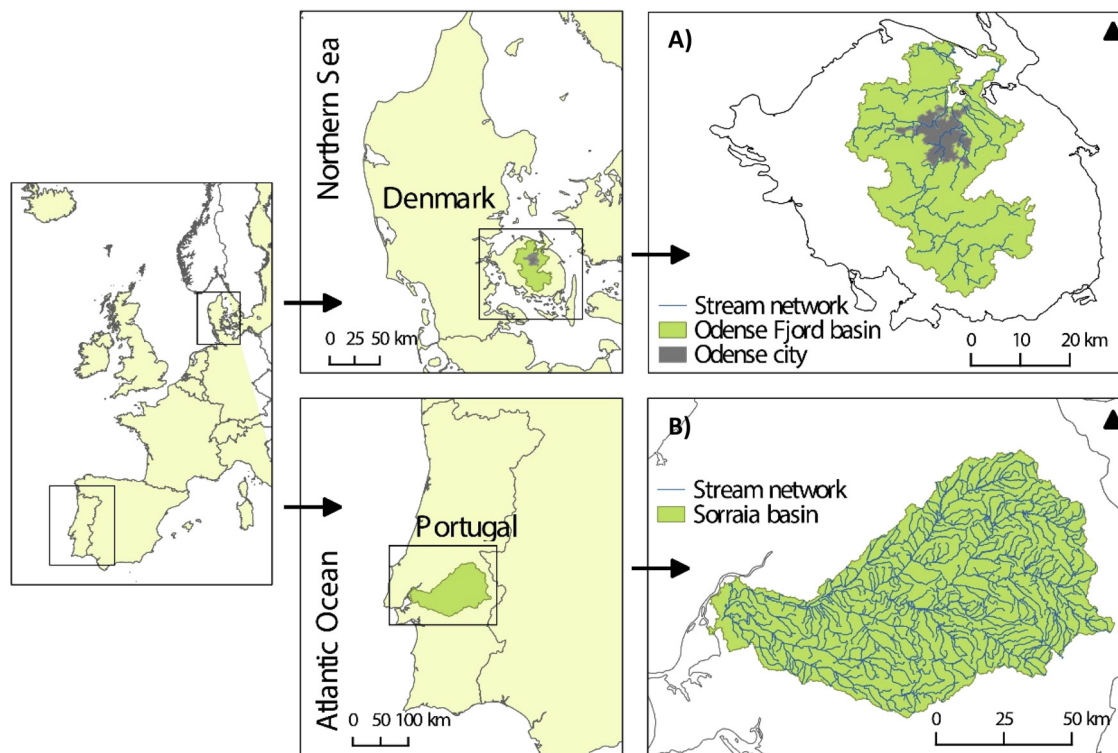 Northern Sea
Denmark
0 25 50 km
A)
Stream network
Odense Fjord basin
Odense city
0 10 20 km
Atlantic Ocean
Portugal
0 50 100 km
B)
Stream network
Sorraia basin
0 25 50 km